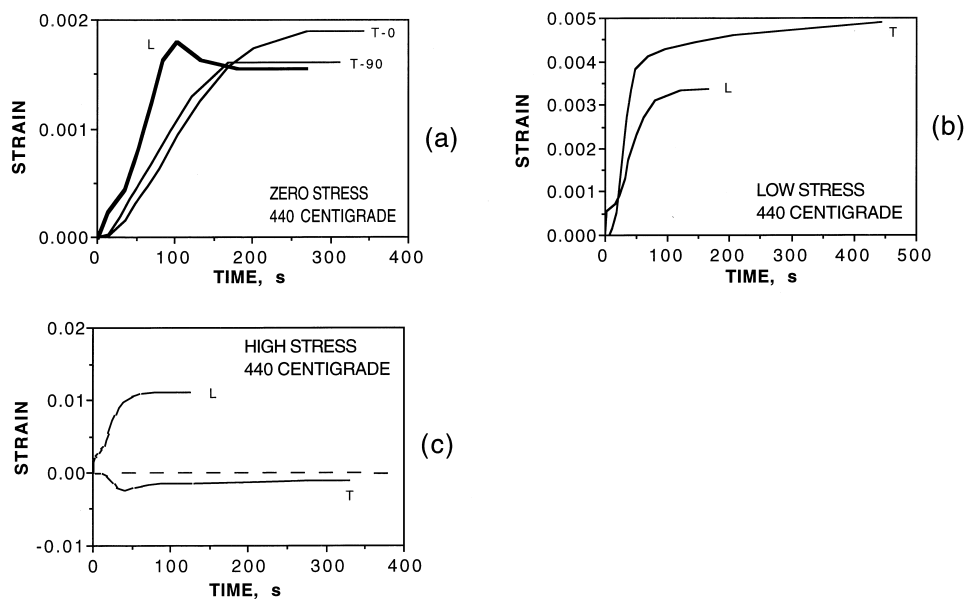 0.002
L
T-0
T-90
0.001
STRAIN
ZERO STRESS
440 CENTIGRADE
0.000
0 100 200 300 400
TIME, s
(a)
0.005
T
0.004
L
0.003
STRAIN
0.002
LOW STRESS
0.001
440 CENTIGRADE
0.000
0 100 200 300 400 500
TIME, s
(b)
0.02
HIGH STRESS
440 CENTIGRADE
0.01
L
STRAIN
0.00
T
-0.01
0 100 200 300 400
TIME, s
(c)